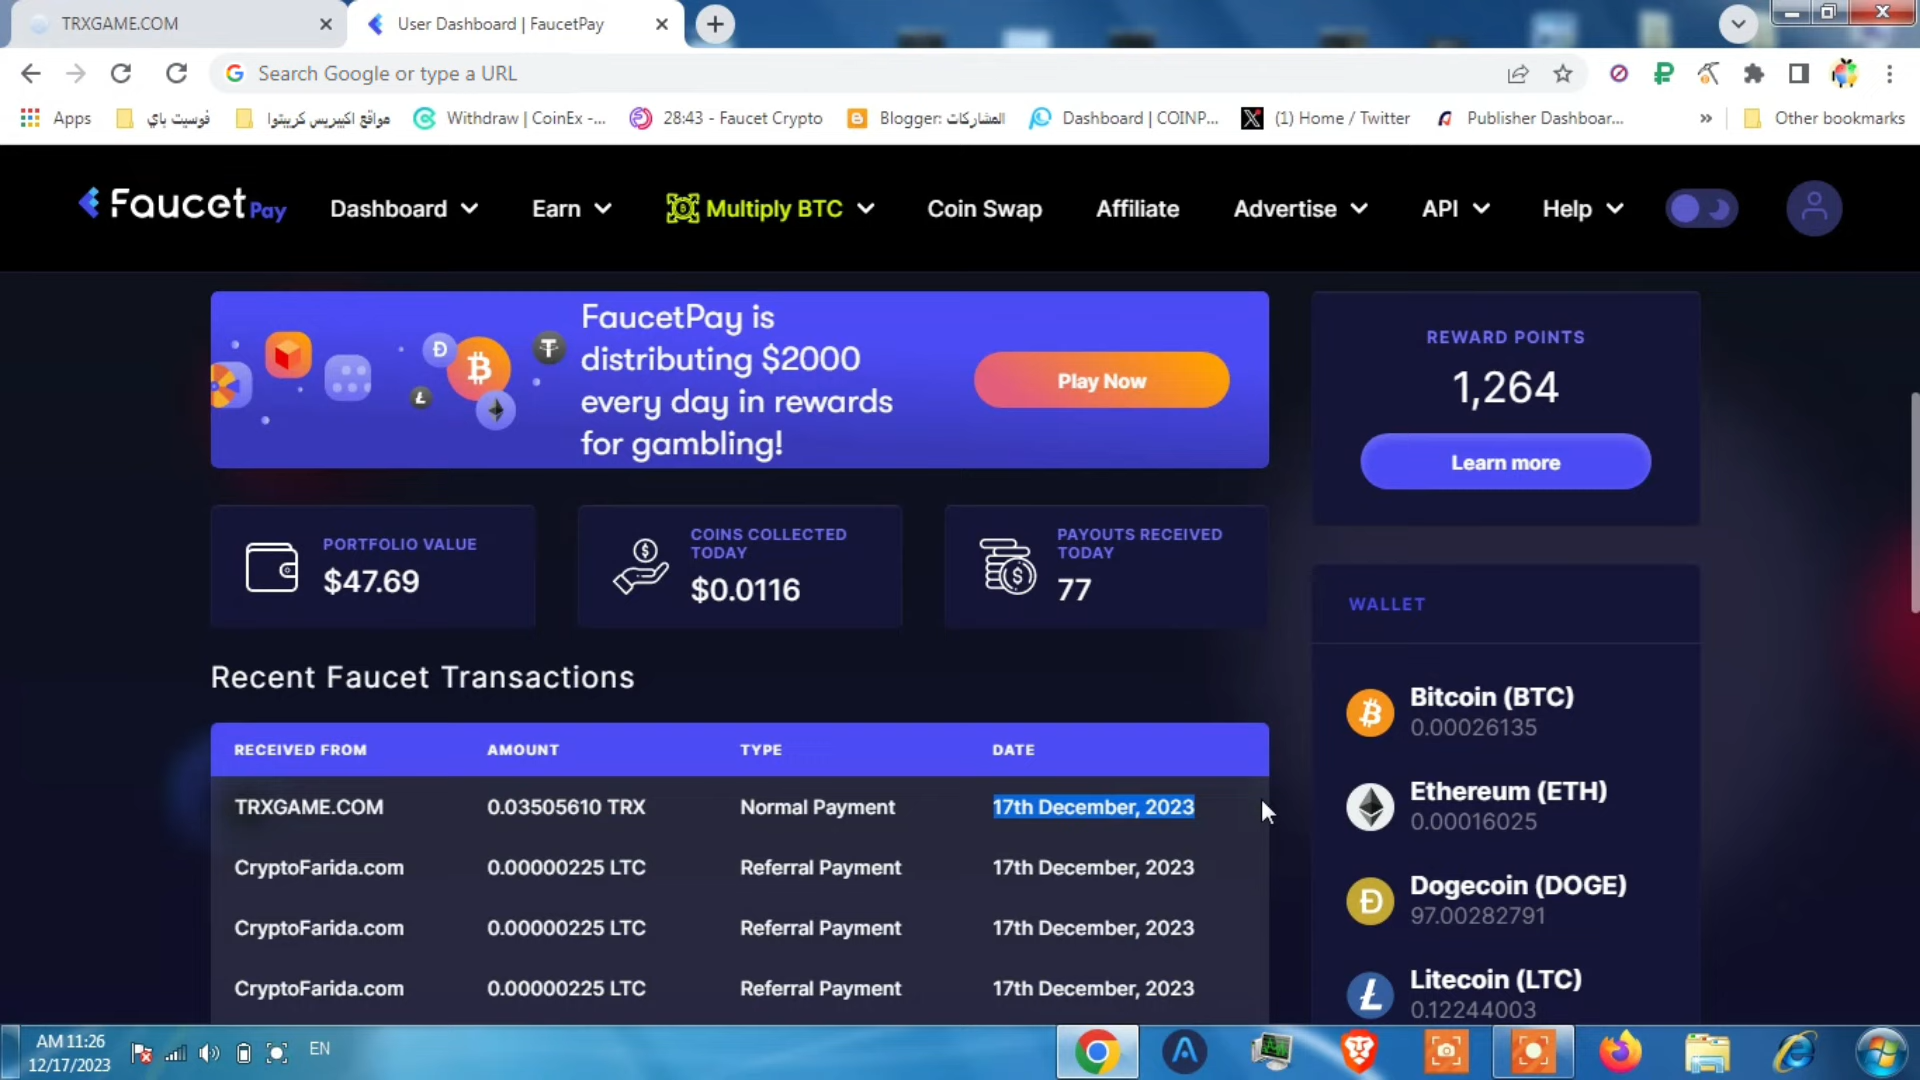 TRXGAME.COM
User Dashboard | FaucetPay
Search Google or type a URL
Apps
فوسيت باي
مواقع اكسبريس كريبتوا
Withdraw | CoinEx -...
28:43 - Faucet Crypto
Blogger: المشاركات
Dashboard | COINP...
(1) Home / Twitter
Publisher Dashboar...
»
Other bookmarks
FaucetPay
Dashboard
Earn
Multiply BTC
Coin Swap
Affiliate
Advertise
API
Help
FaucetPay is
distributing $2000
every day in rewards
for gambling!
Play Now
REWARD POINTS
1,264
Learn more
PORTFOLIO VALUE
$47.69
COINS COLLECTED
TODAY
$0.0116
PAYOUTS RECEIVED
TODAY
77
Recent Faucet Transactions
RECEIVED FROM AMOUNT TYPE DATE
TRXGAME.COM 0.03505610 TRX Normal Payment 17th December, 2023
CryptoFarida.com 0.00000225 LTC Referral Payment 17th December, 2023
CryptoFarida.com 0.00000225 LTC Referral Payment 17th December, 2023
CryptoFarida.com 0.00000225 LTC Referral Payment 17th December, 2023
WALLET
Bitcoin (BTC)
0.00026135
Ethereum (ETH)
0.00016025
Dogecoin (DOGE)
97.00282791
Litecoin (LTC)
0.12244003
AM 11:26
12/17/2023
EN